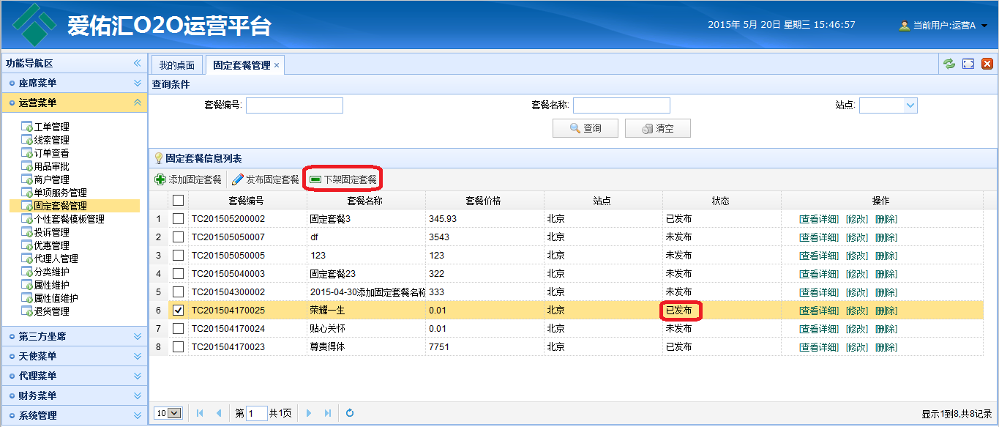 爱佑汇O2O运营平台
2015年 5月 20日 星期三 15:46:57
当前用户:运营A
功能导航区
座席菜单
运营菜单
工单管理
线索管理
订单查看
用品审批
商户管理
单项服务管理
固定套餐管理
个性套餐模板管理
投诉管理
优惠管理
代理人管理
分类维护
属性维护
属性值维护
退货管理
第三方坐席
天使菜单
代理菜单
财务菜单
系统管理
我的桌面 固定套餐管理
查询条件
套餐编号: 套餐名称: 站点:
查询 清空
固定套餐信息列表
添加固定套餐 发布固定套餐 下架固定套餐
套餐编号 套餐名称 套餐价格 站点 状态 操作
1 TC201505200002 固定套餐3 345.93 北京 已发布 [查看详细] [修改] [删除]
2 TC201505050007 df 3543 北京 未发布 [查看详细] [修改] [删除]
3 TC201505050005 123 123 北京 未发布 [查看详细] [修改] [删除]
4 TC201505040003 固定套餐23 322 北京 未发布 [查看详细] [修改] [删除]
5 TC201504300002 2015-04-30添加固定套餐名称 333 北京 未发布 [查看详细] [修改] [删除]
6 TC201504170025 荣耀一生 0.01 北京 已发布 [查看详细] [修改] [删除]
7 TC201504170024 贴心关怀 0.01 北京 未发布 [查看详细] [修改] [删除]
8 TC201504170023 尊贵得体 7751 北京 已发布 [查看详细] [修改] [删除]
10 第 1 共1页 显示1到8,共8记录